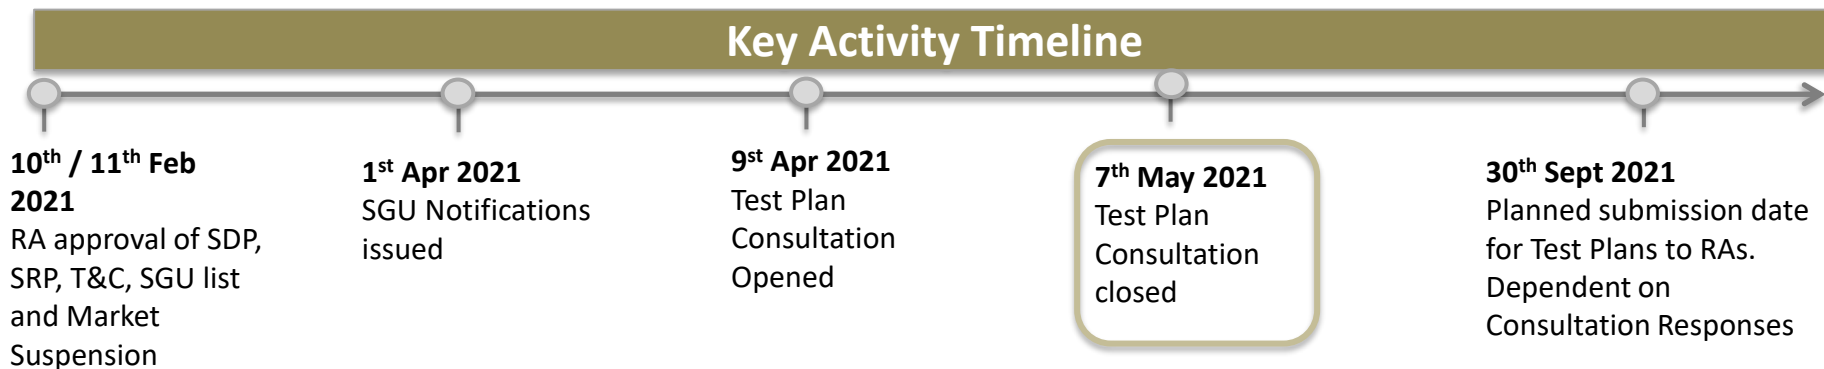 Key Activity Timeline
10th / 11th Feb
2021
RA approval of SDP,
SRP, T&C, SGU list
and Market
Suspension
1st Apr 2021
SGU Notifications
issued
9st Apr 2021
Test Plan
Consultation
Opened
7th May 2021
Test Plan
Consultation
closed
30th Sept 2021
Planned submission date
for Test Plans to RAs.
Dependent on
Consultation Responses